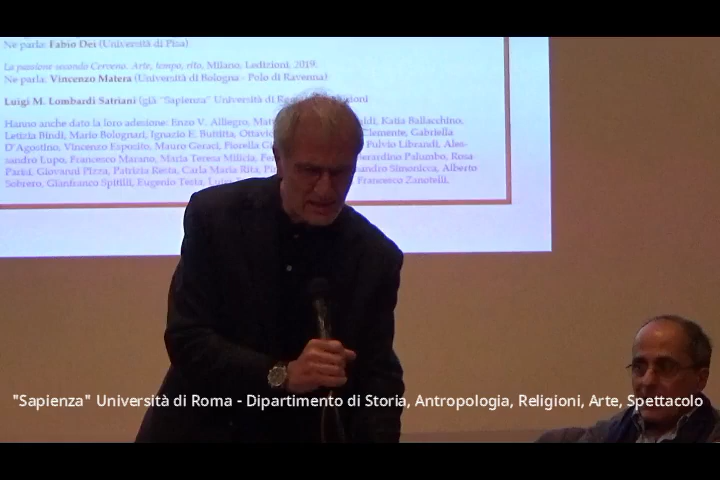 Ne parla: Fabio Dei (Università di Pisa)
La passione secondo Cerveno. Arte, tempo, rito, Milano, Ledizioni, 2019.
Ne parla: Vincenzo Matera (Università di Bologna - Polo di Ravenna)
Luigi M. Lombardi Satriani (già "Sapienza" Università di
Hanno anche dato la loro adesione: Enzo V. Alliegro, Katia Ballacchino,
Letizia Bindi, Mario Bolognari, Ignazio E. Buttitta, Clemente, Gabriella
D'Agostino, Vincenzo Esposito, Mauro Geraci, Fiorella Fulvio Librandi, Ales-
sandro Lupo, Francesco Marano, Maria Teresa Milicia, Berardino Palumbo, Rosa
Parisi, Giovanni Pizza, Patrizia Resta, Carla Maria Rita, Simonicca, Alberto
Sobrero, Gianfranco Spitilli, Eugenio Testa, Francesco Zanotelli,
"Sapienza" Università di Roma - Dipartimento di Storia, Antropologia, Religioni, Arte, Spettacolo